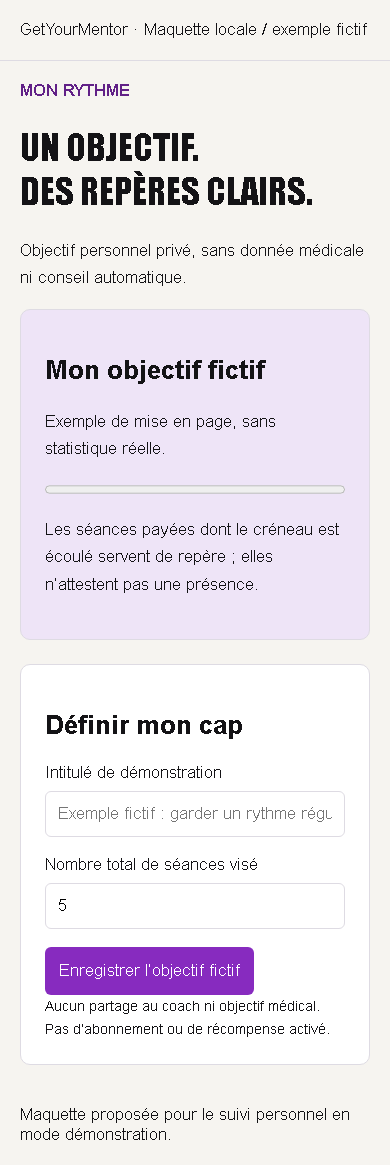 GetYourMentor · Maquette locale / exemple fictif
MON RYTHME
UN OBJECTIF.
DES REPÈRES CLAIRS.
Objectif personnel privé, sans donnée médicale
ni conseil automatique.
Mon objectif fictif
Exemple de mise en page, sans
statistique réelle.
Les séances payées dont le créneau est
écoulé servent de repère ; elles
n'attestent pas une présence.
Définir mon cap
Intitulé de démonstration
Exemple fictif : garder un rythme régu
Nombre total de séances visé
5
Enregistrer l'objectif fictif
Aucun partage au coach ni objectif médical.
Pas d'abonnement ou de récompense activé.
Maquette proposée pour le suivi personnel en
mode démonstration.